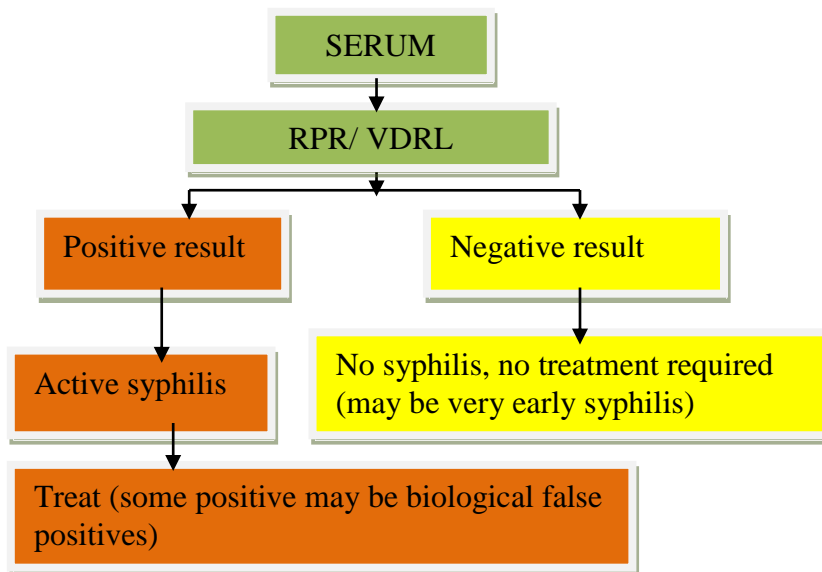 SERUM
RPR/ VDRL
Positive result
Negative result
Active syphilis
No syphilis, no treatment required
(may be very early syphilis)
Treat (some positive may be biological false
positives)